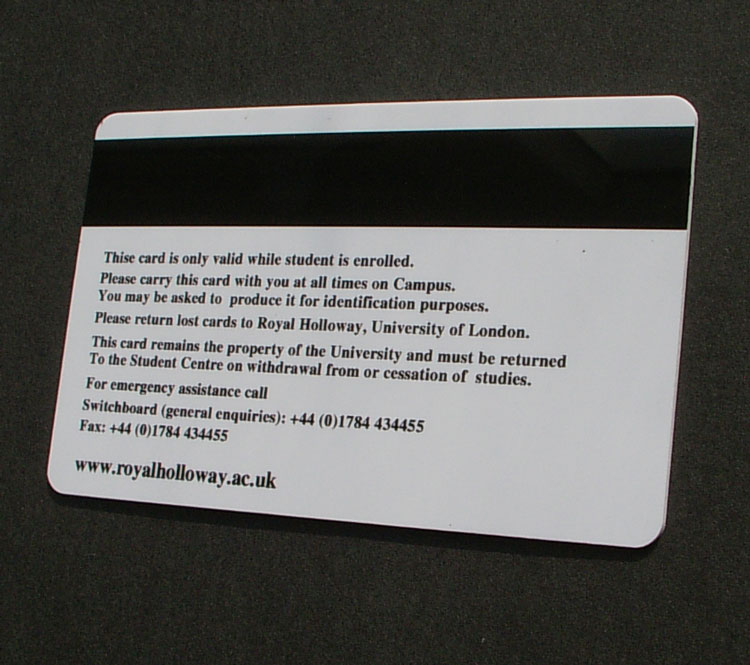 Thise card is only valid while student is enrolled.
Please carry this card with you at all times on Campus.
You may be asked to produce it for identification purposes.
Please return lost cards to Royal Holloway, University of London.
This card remains the property of the University and must be returned
To the Student Centre on withdrawal from or cessation of studies.
For emergency assistance call
Switchboard (general enquiries): +44 (0)1784 434455
Fax: +44 (0)1784 434455
www.royalholloway.ac.uk